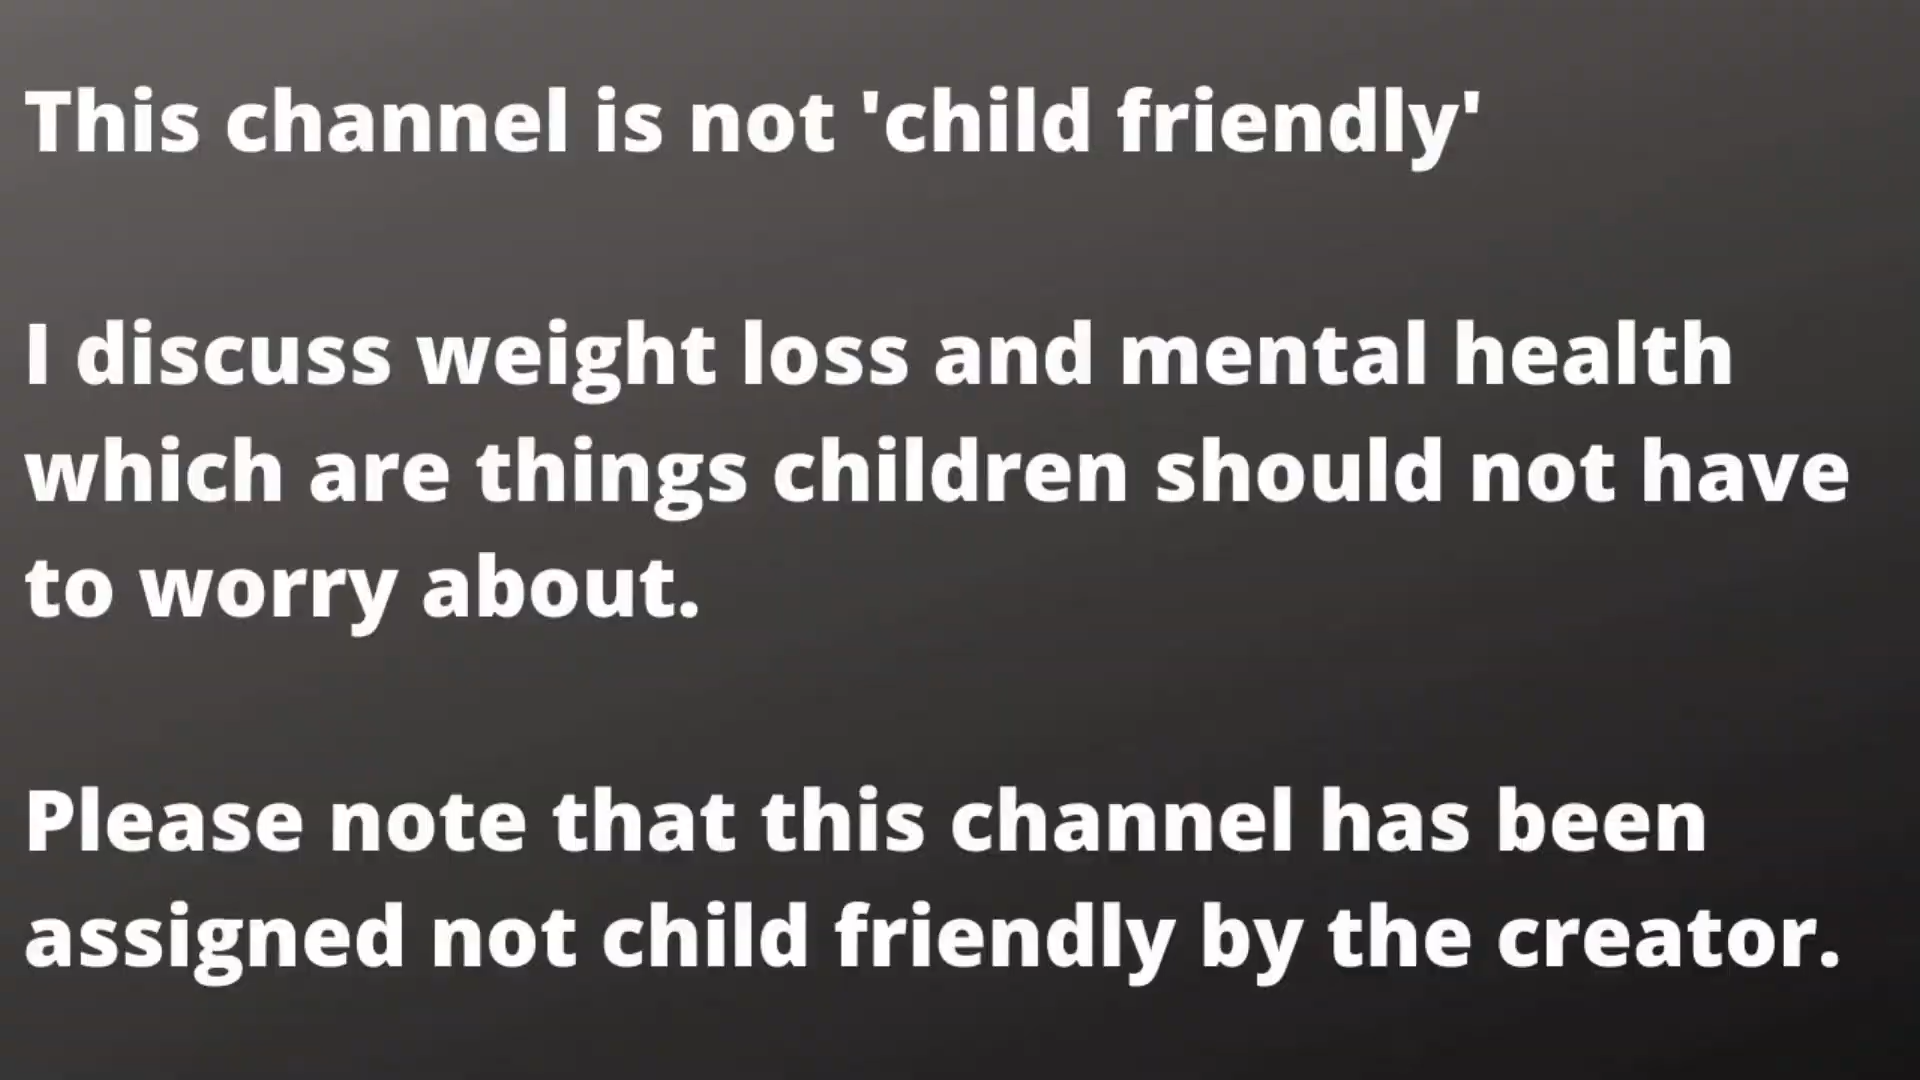 This channel is not 'child friendly'
I discuss weight loss and mental health
which are things children should not have
to worry about.
Please note that this channel has been
assigned not child friendly by the creator.